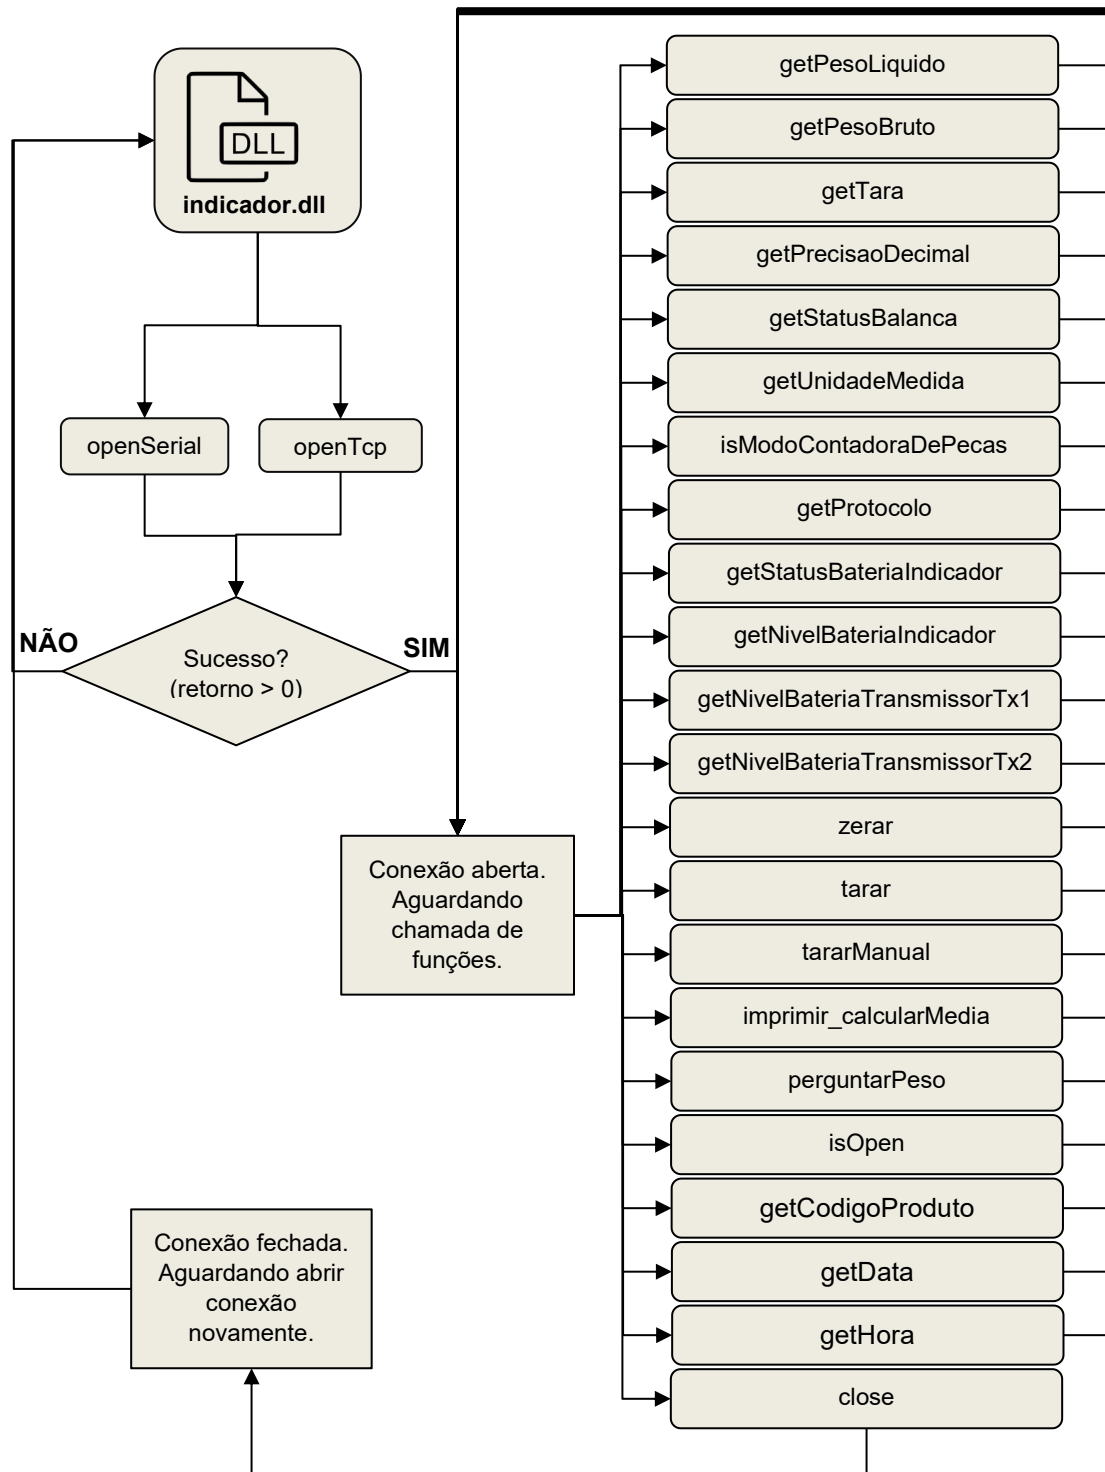 DLL
indicador.dll
openSerial
openTcp
NÃO
SIM
Sucesso?
(retorno > 0)
Conexão aberta.
Aguardando
chamada de
funções.
Conexão fechada.
Aguardando abrir
conexão
novamente.
getPesoLiquido
getPesoBruto
getTara
getPrecisaoDecimal
getStatusBalanca
getUnidadeMedida
isModoContadoraDePecas
getProtocolo
getStatusBateriaIndicador
getNivelBateriaIndicador
getNivelBateriaTransmissorTx1
getNivelBateriaTransmissorTx2
zerar
tarar
tararManual
imprimir_calcularMedia
perguntarPeso
isOpen
getCodigoProduto
getData
getHora
close